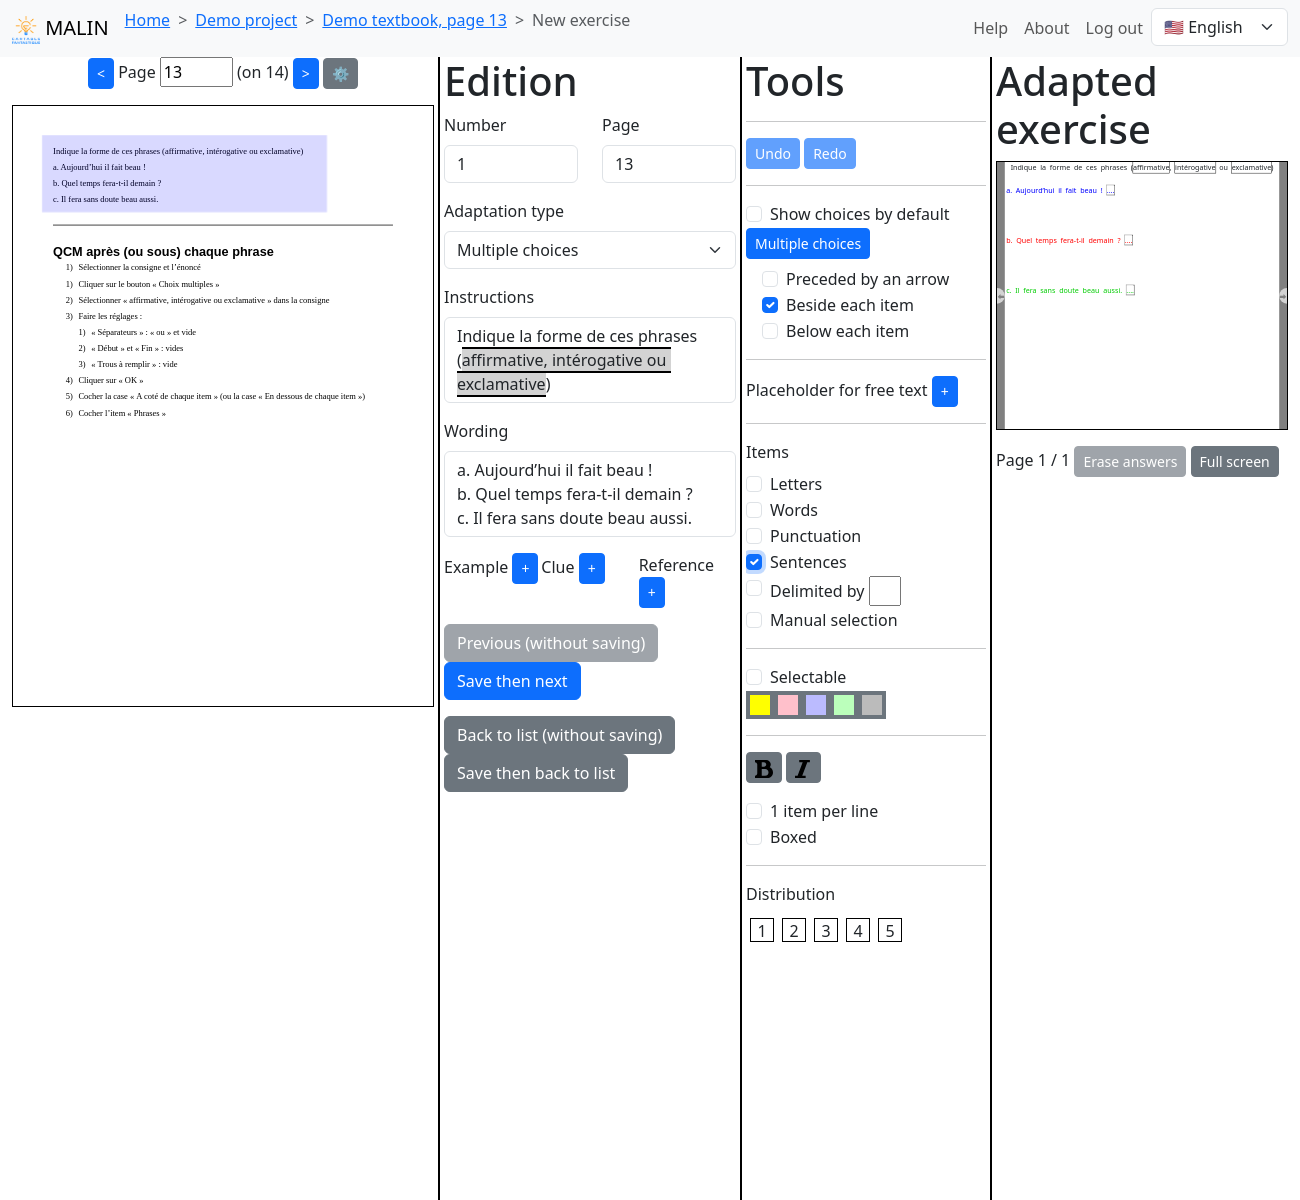 MALIN
Home > Demo project > Demo textbook, page 13 > New exercise
Help About Log out 🇺🇸 English
< Page 13 (on 14) > ⚙️
Indique la forme de ces phrases (affirmative, intérogative ou exclamative)
a. Aujourd’hui il fait beau !
b. Quel temps fera-t-il demain ?
c. Il fera sans doute beau aussi.
QCM après (ou sous) chaque phrase
1) Sélectionner la consigne et l’énoncé
1) Cliquer sur le bouton « Choix multiples »
2) Sélectionner « affirmative, intérogative ou exclamative » dans la consigne
3) Faire les réglages :
1) « Séparateurs » : « ou » et vide
2) « Début » et « Fin » : vides
3) « Trous à remplir » : vide
4) Cliquer sur « OK »
5) Cocher la case « A coté de chaque item » (ou la case « En dessous de chaque item »)
6) Cocher l’item « Phrases »
Edition
Number Page
1 13
Adaptation type
Multiple choices
Instructions
Indique la forme de ces phrases
(affirmative, intérogative ou
exclamative)
Wording
a. Aujourd’hui il fait beau !
b. Quel temps fera-t-il demain ?
c. Il fera sans doute beau aussi.
Example + Clue + Reference
+
Previous (without saving)
Save then next
Back to list (without saving)
Save then back to list
Tools
Undo Redo
Show choices by default
Multiple choices
Preceded by an arrow
Beside each item
Below each item
Placeholder for free text +
Items
Letters
Words
Punctuation
Sentences
Delimited by
Manual selection
Selectable
B I
1 item per line
Boxed
Distribution
1 2 3 4 5
Adapted
exercise
Indique la forme de ces phrases (affirmative, intérogative ou exclamative)
a. Aujourd’hui il fait beau ! ...
b. Quel temps fera-t-il demain ? ...
c. Il fera sans doute beau aussi. ...
Page 1 / 1 Erase answers Full screen